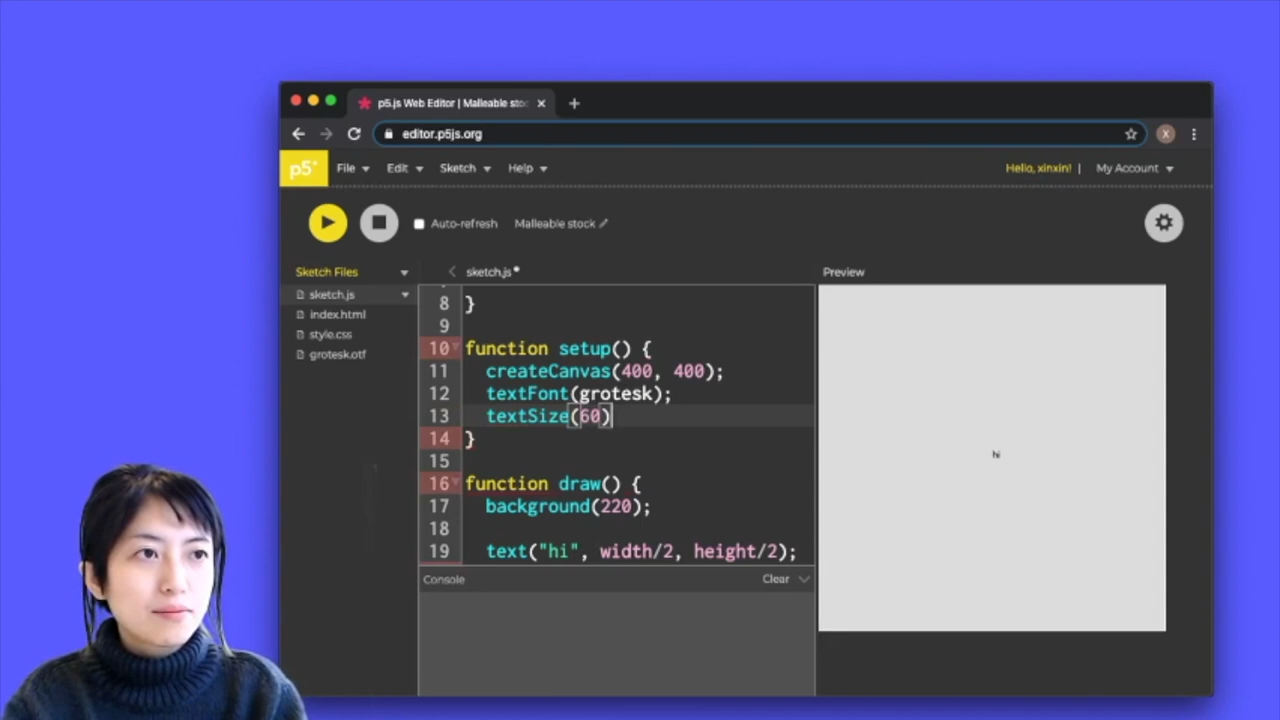 p5.js Web Editor | Malleable stoc
editor.p5js.org
X
p5*
File
Edit
Sketch
Help
Hello, xinxin! |
My Account
Auto-refresh
Malleable stock
Sketch Files
sketch.js
Preview
sketch.js
index.html
style.css
grotesk.otf
8 }
9
10 function setup() {
11 createCanvas(400, 400);
12 textFont(grotesk);
13 textSize(60)
14 }
15
16 function draw() {
17 background(220);
18
19 text("hi", width/2, height/2);
hi
Console
Clear